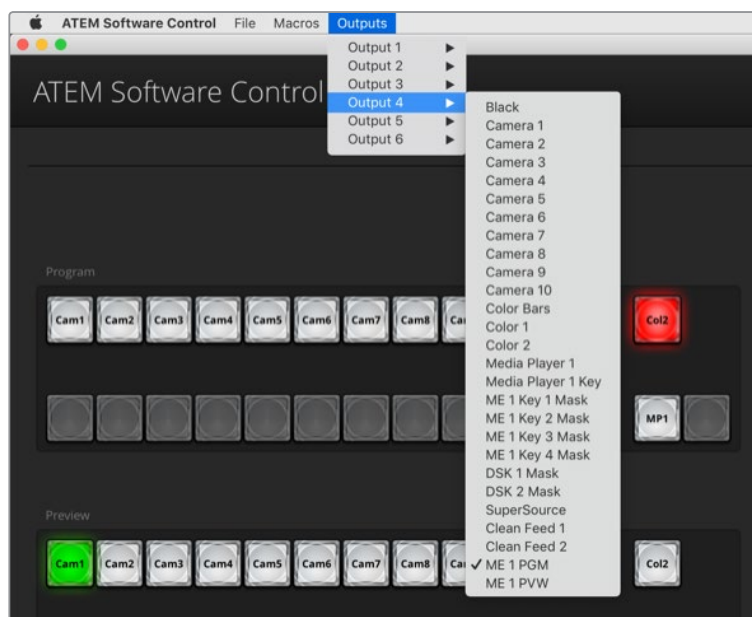 ATEM Software Control File Macros Outputs
ATEM Software Control
Output 1
Output 2
Output 3
Output 4
Output 5
Output 6
Black
Camera 1
Camera 2
Camera 3
Camera 4
Camera 5
Camera 6
Camera 7
Camera 8
Camera 9
Camera 10
Color Bars
Color 1
Color 2
Media Player 1
Media Player 1 Key
ME 1 Key 1 Mask
ME 1 Key 2 Mask
ME 1 Key 3 Mask
ME 1 Key 4 Mask
DSK 1 Mask
DSK 2 Mask
SuperSource
Clean Feed 1
Clean Feed 2
✓ ME 1 PGM
ME 1 PVW
Program
Cam1 Cam2 Cam3 Cam4 Cam5 Cam6 Cam7 Cam8 Col2
MP1
Preview
Cam1 Cam2 Cam3 Cam4 Cam5 Cam6 Cam7 Cam8 Col2